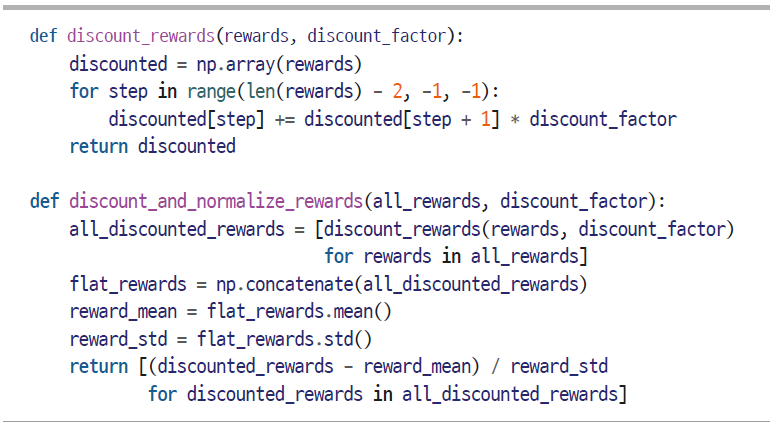 def discount_rewards(rewards, discount_factor):
    discounted = np.array(rewards)
    for step in range(len(rewards) - 2, -1, -1):
        discounted[step] += discounted[step + 1] * discount_factor
    return discounted

def discount_and_normalize_rewards(all_rewards, discount_factor):
    all_discounted_rewards = [discount_rewards(rewards, discount_factor)
                              for rewards in all_rewards]
    flat_rewards = np.concatenate(all_discounted_rewards)
    reward_mean = flat_rewards.mean()
    reward_std = flat_rewards.std()
    return [(discounted_rewards - reward_mean) / reward_std
            for discounted_rewards in all_discounted_rewards]